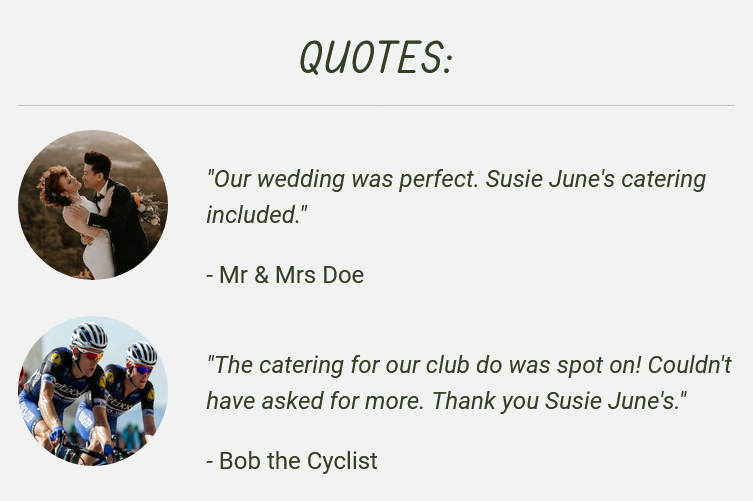 QUOTES:
"Our wedding was perfect. Susie June's catering
included."
- Mr & Mrs Doe
"The catering for our club do was spot on! Couldn't
have asked for more. Thank you Susie June's."
- Bob the Cyclist